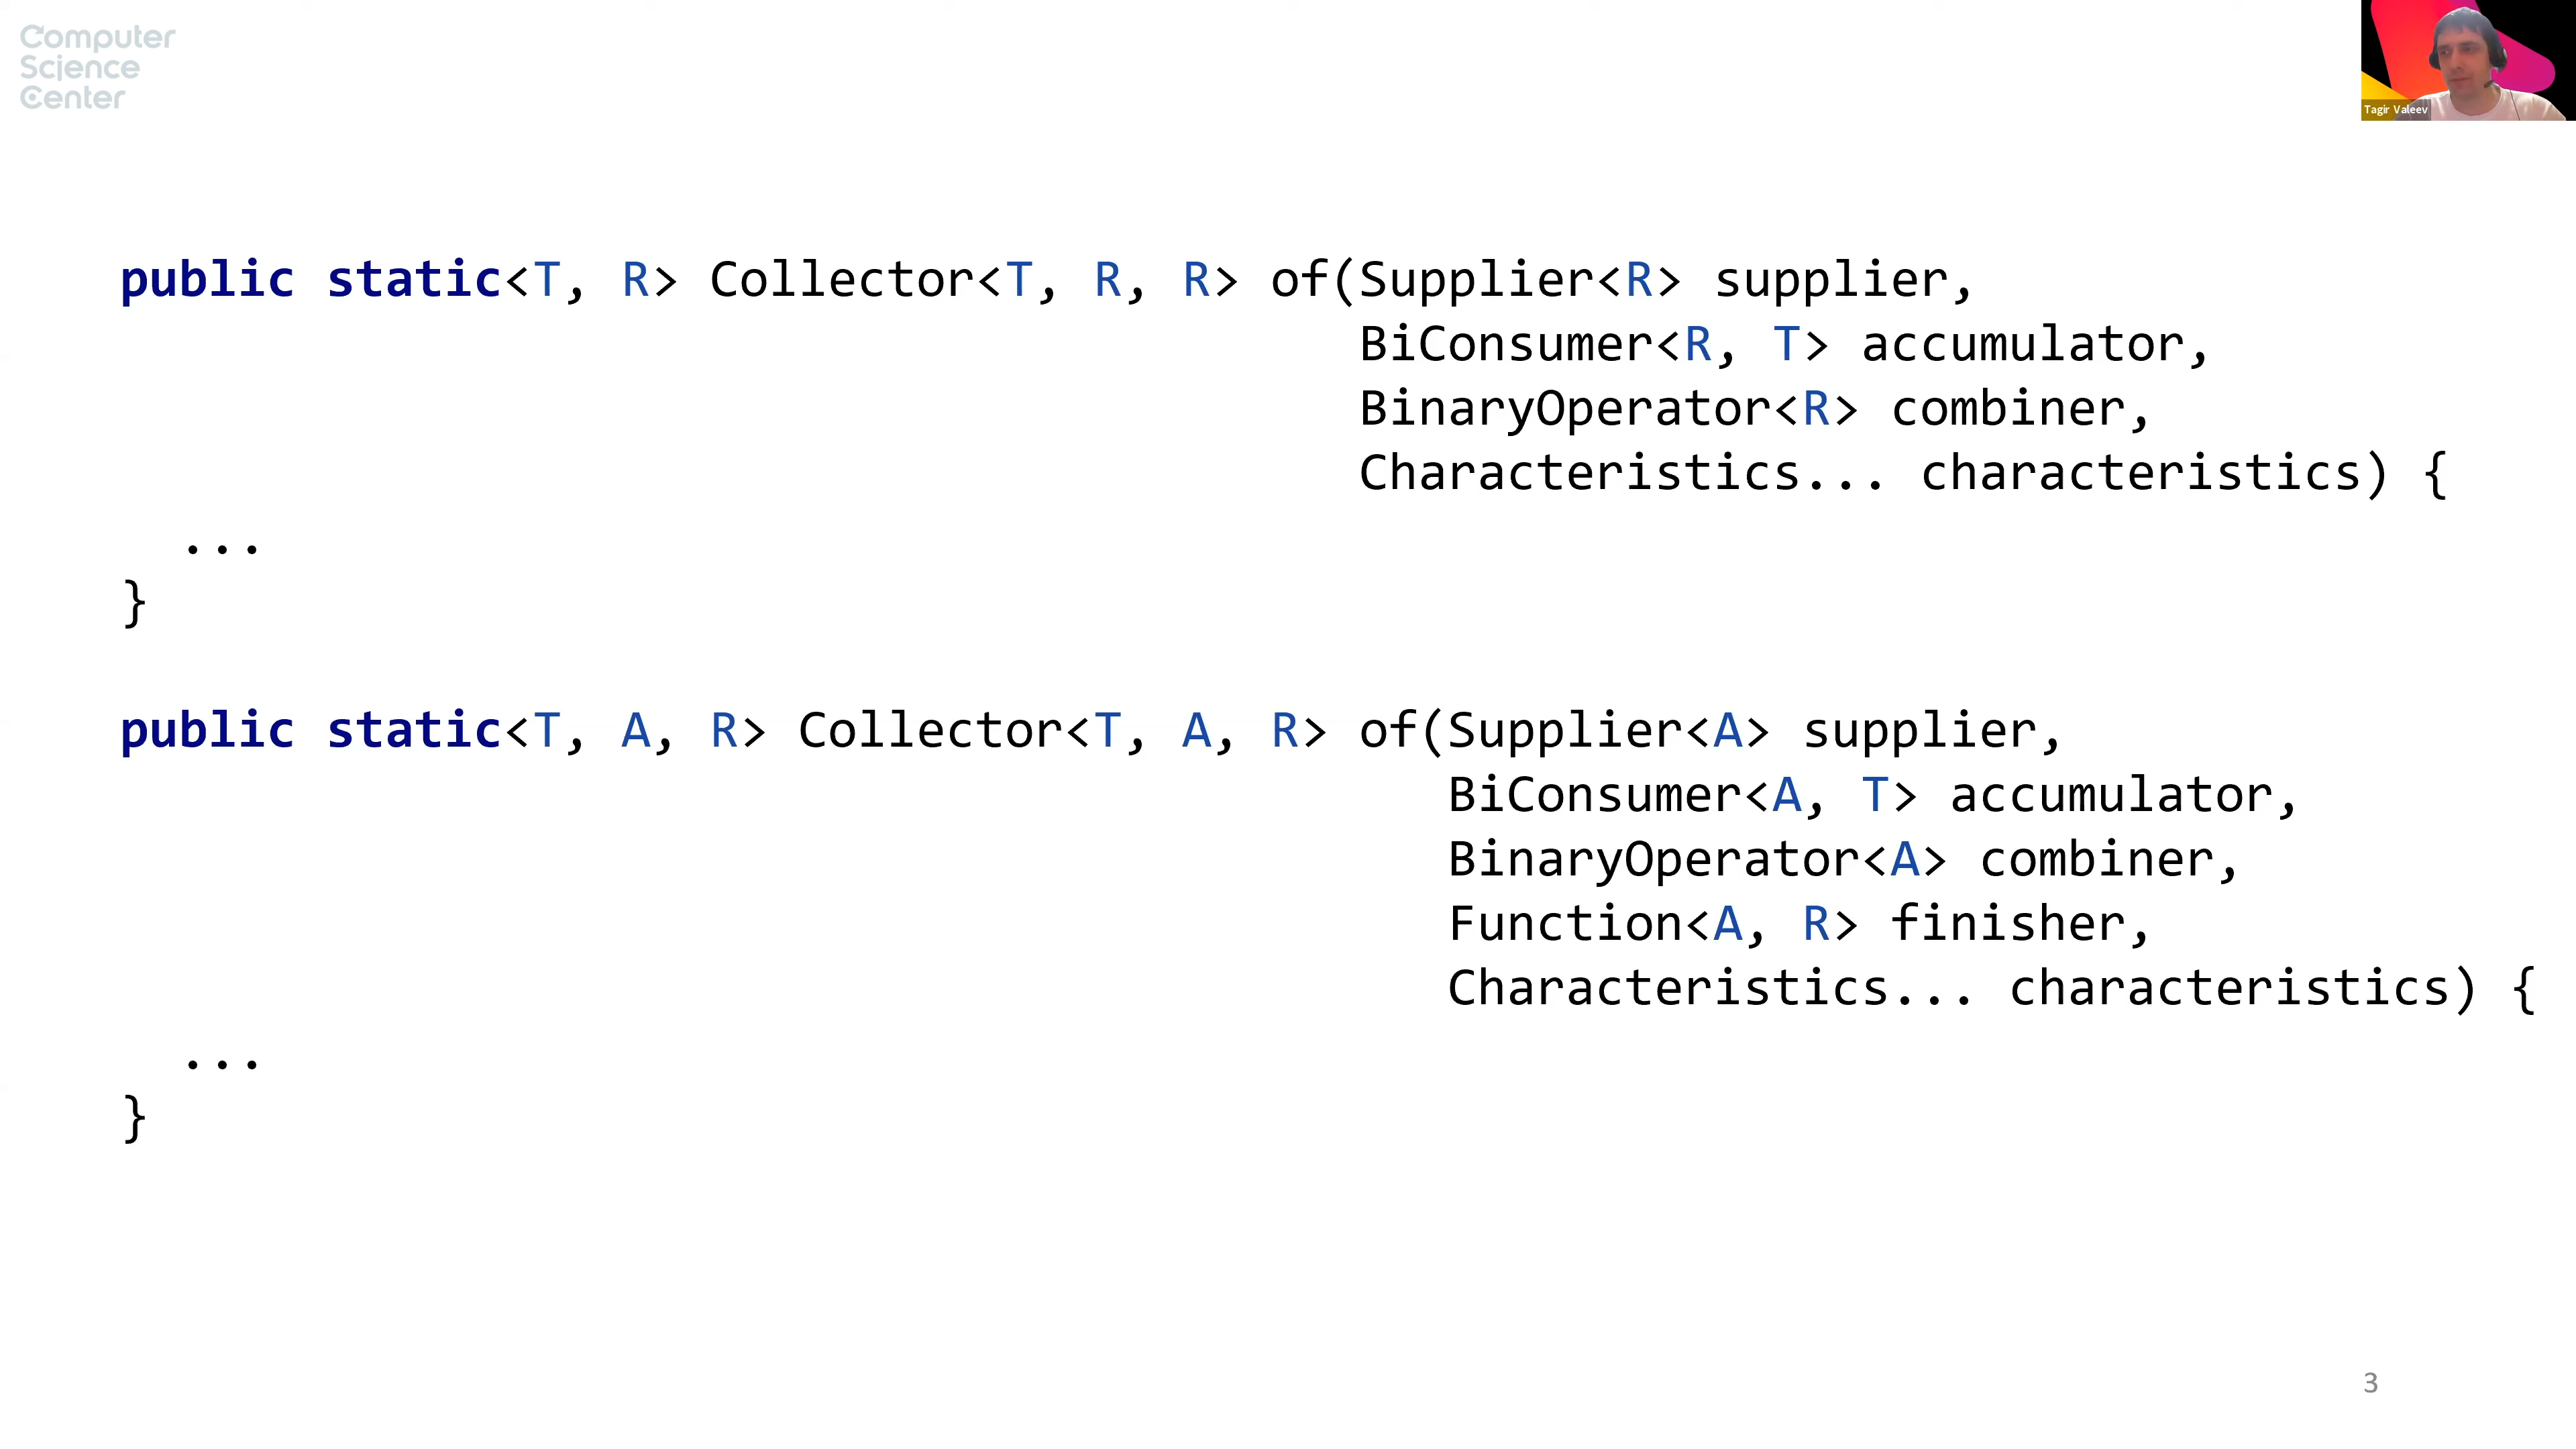 Computer
Science
Center
Tagir Valeev
public static<T, R> Collector<T, R, R> of(Supplier<R> supplier,
BiConsumer<R, T> accumulator,
BinaryOperator<R> combiner,
Characteristics... characteristics) {
...
}
public static<T, A, R> Collector<T, A, R> of(Supplier<A> supplier,
BiConsumer<A, T> accumulator,
BinaryOperator<A> combiner,
Function<A, R> finisher,
Characteristics... characteristics) {
...
}
3